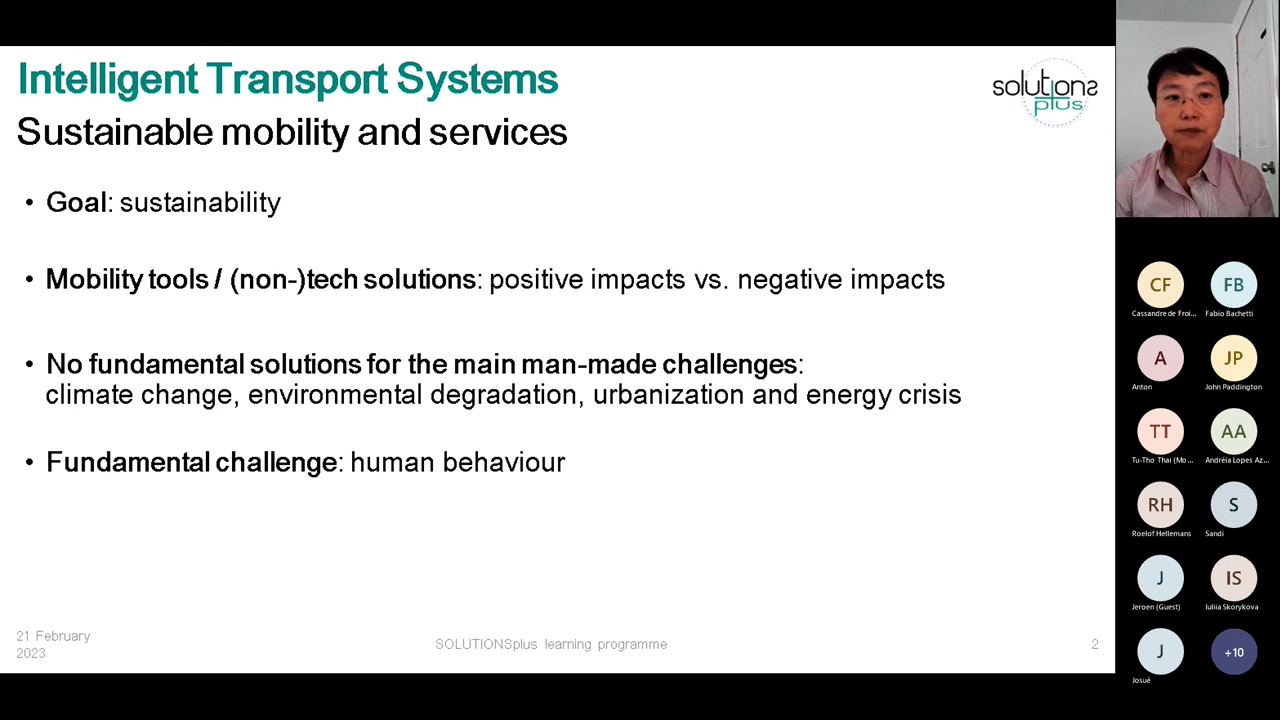 Intelligent Transport Systems
Sustainable mobility and services
solutions
plus
• Goal: sustainability
• Mobility tools / (non-)tech solutions: positive impacts vs. negative impacts
• No fundamental solutions for the main man-made challenges:
climate change, environmental degradation, urbanization and energy crisis
• Fundamental challenge: human behaviour
21 February
2023
SOLUTIONSplus learning programme
2
CF
FB
Cassandre de Froi...
Fabio Bachetti
A
JP
Anton
John Paddington
TT
AA
Tu-Tho Thai (Mo...
Andréia Lopes Az...
RH
S
Roelof Hellemans
Sandi
J
IS
Jeroen (Guest)
Iuliia Skorykova
J
+10
Josué